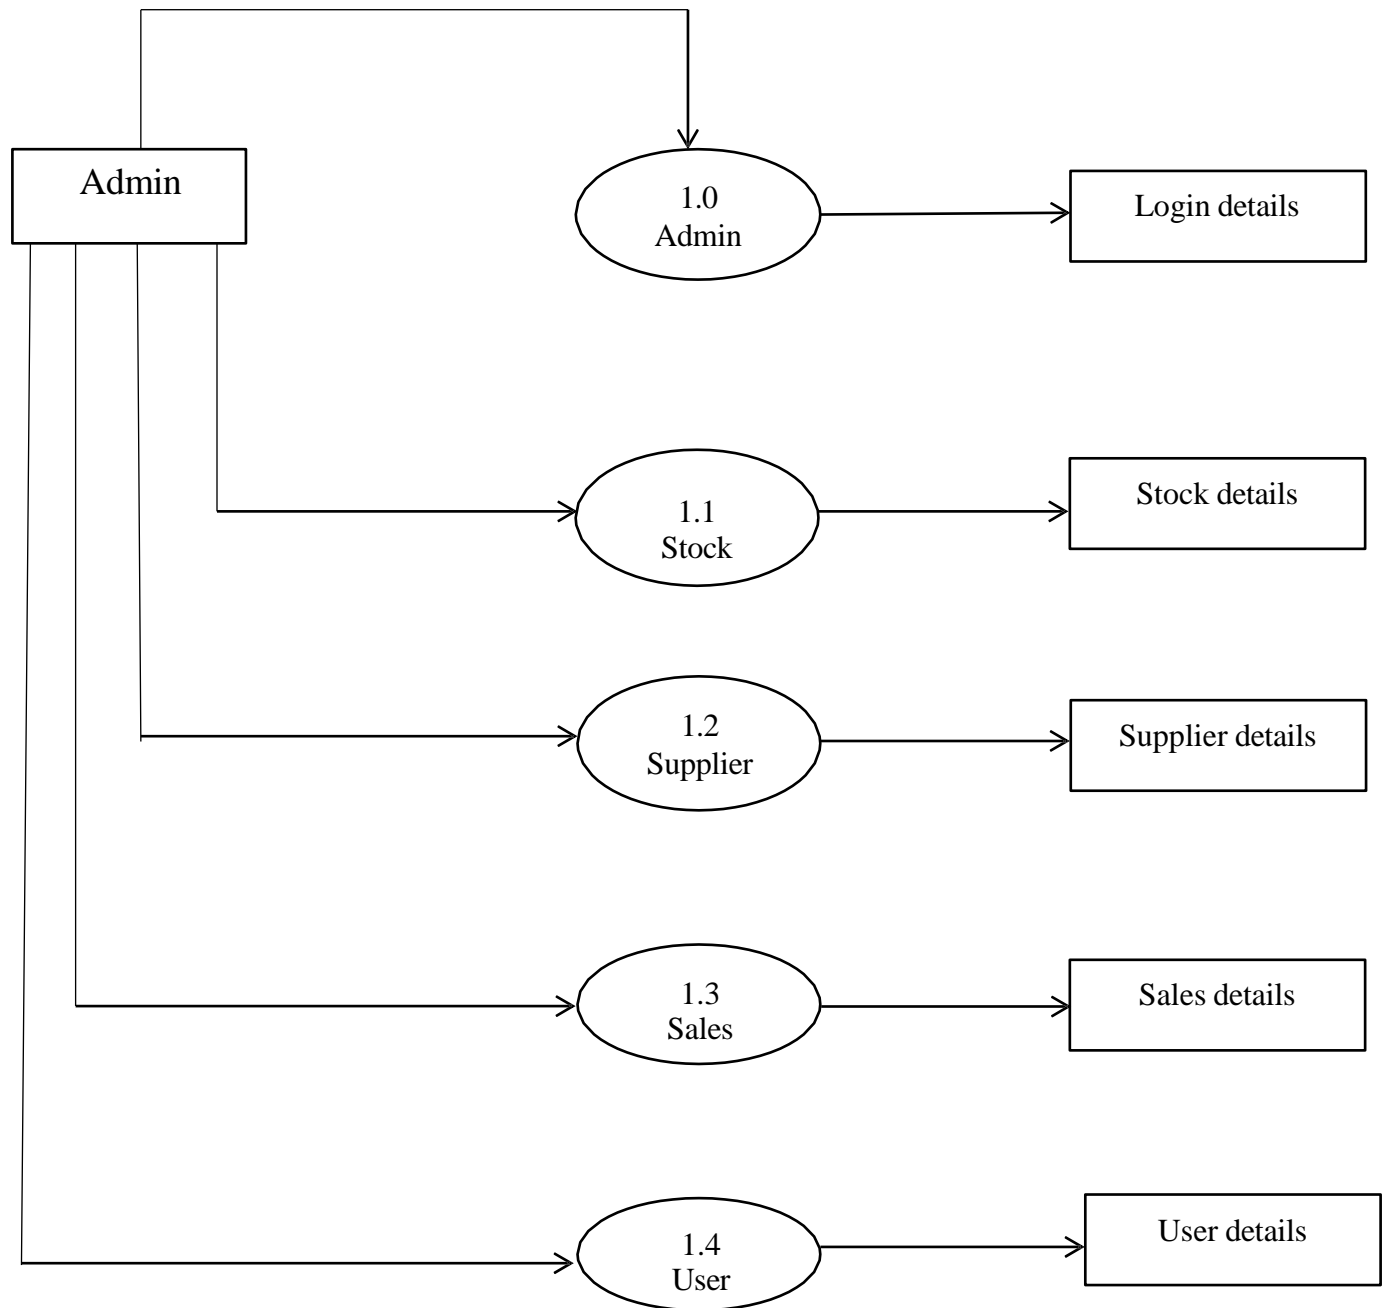 Admin
1.0
Admin
Login details
1.1
Stock
Stock details
1.2
Supplier
Supplier details
1.3
Sales
Sales details
1.4
User
User details